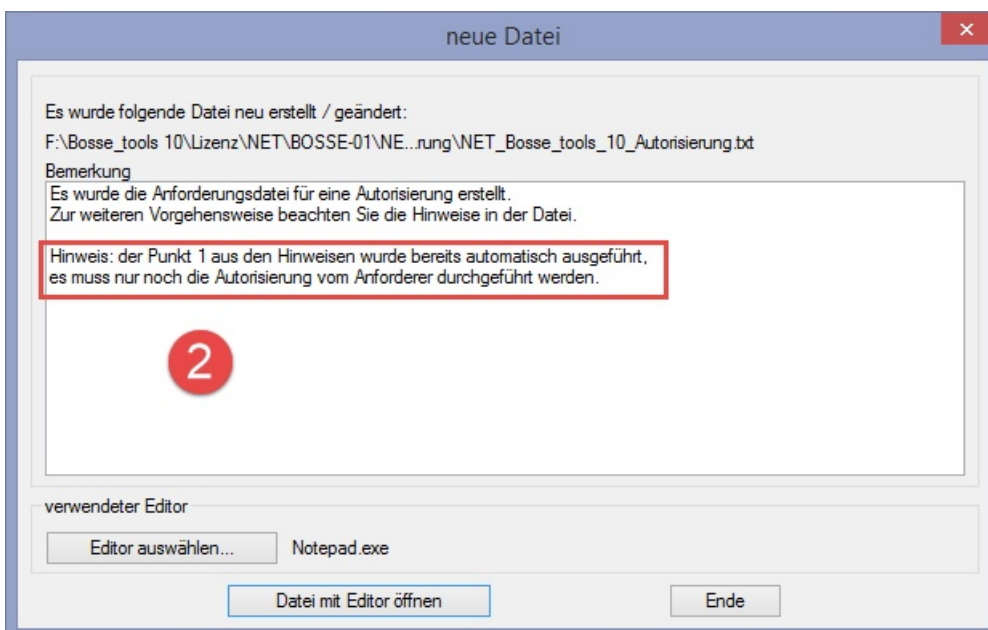 neue Datei
Es wurde folgende Datei neu erstellt / geändert:
F:\Bosse_tools 10\Lizenz\NET\BOSSE-01\NE...rung\NET_Bosse_tools_10_Autorisierung.txt
Bemerkung
Es wurde die Anforderungsdatei für eine Autorisierung erstellt.
Zur weiteren Vorgehensweise beachten Sie die Hinweise in der Datei.
Hinweis: der Punkt 1 aus den Hinweisen wurde bereits automatisch ausgeführt,
es muss nur noch die Autorisierung vom Anforderer durchgeführt werden.
2
verwendeter Editor
Editor auswählen...
Notepad.exe
Datei mit Editor öffnen
Ende